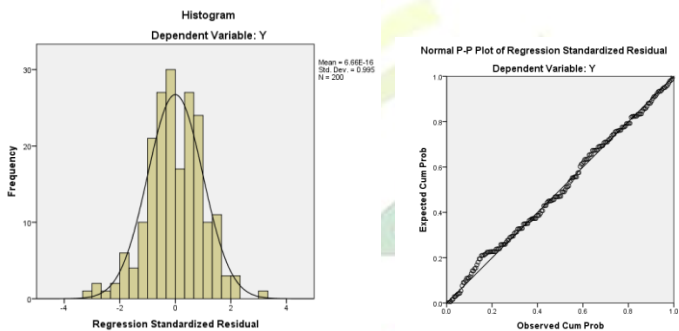 Histogram
Dependent Variable: Y
Mean = 6.66E-16
Std. Dev. = 0.995
N = 200
Frequency
30
20
10
0
-4
-2
0
2
4
Regression Standardized Residual
Normal P-P Plot of Regression Standardized Residual
Dependent Variable: Y
Expected Cum Prob
1.0
0.8
0.6
0.4
0.2
0.0
0.0
0.2
0.4
0.6
0.8
1.0
Observed Cum Prob